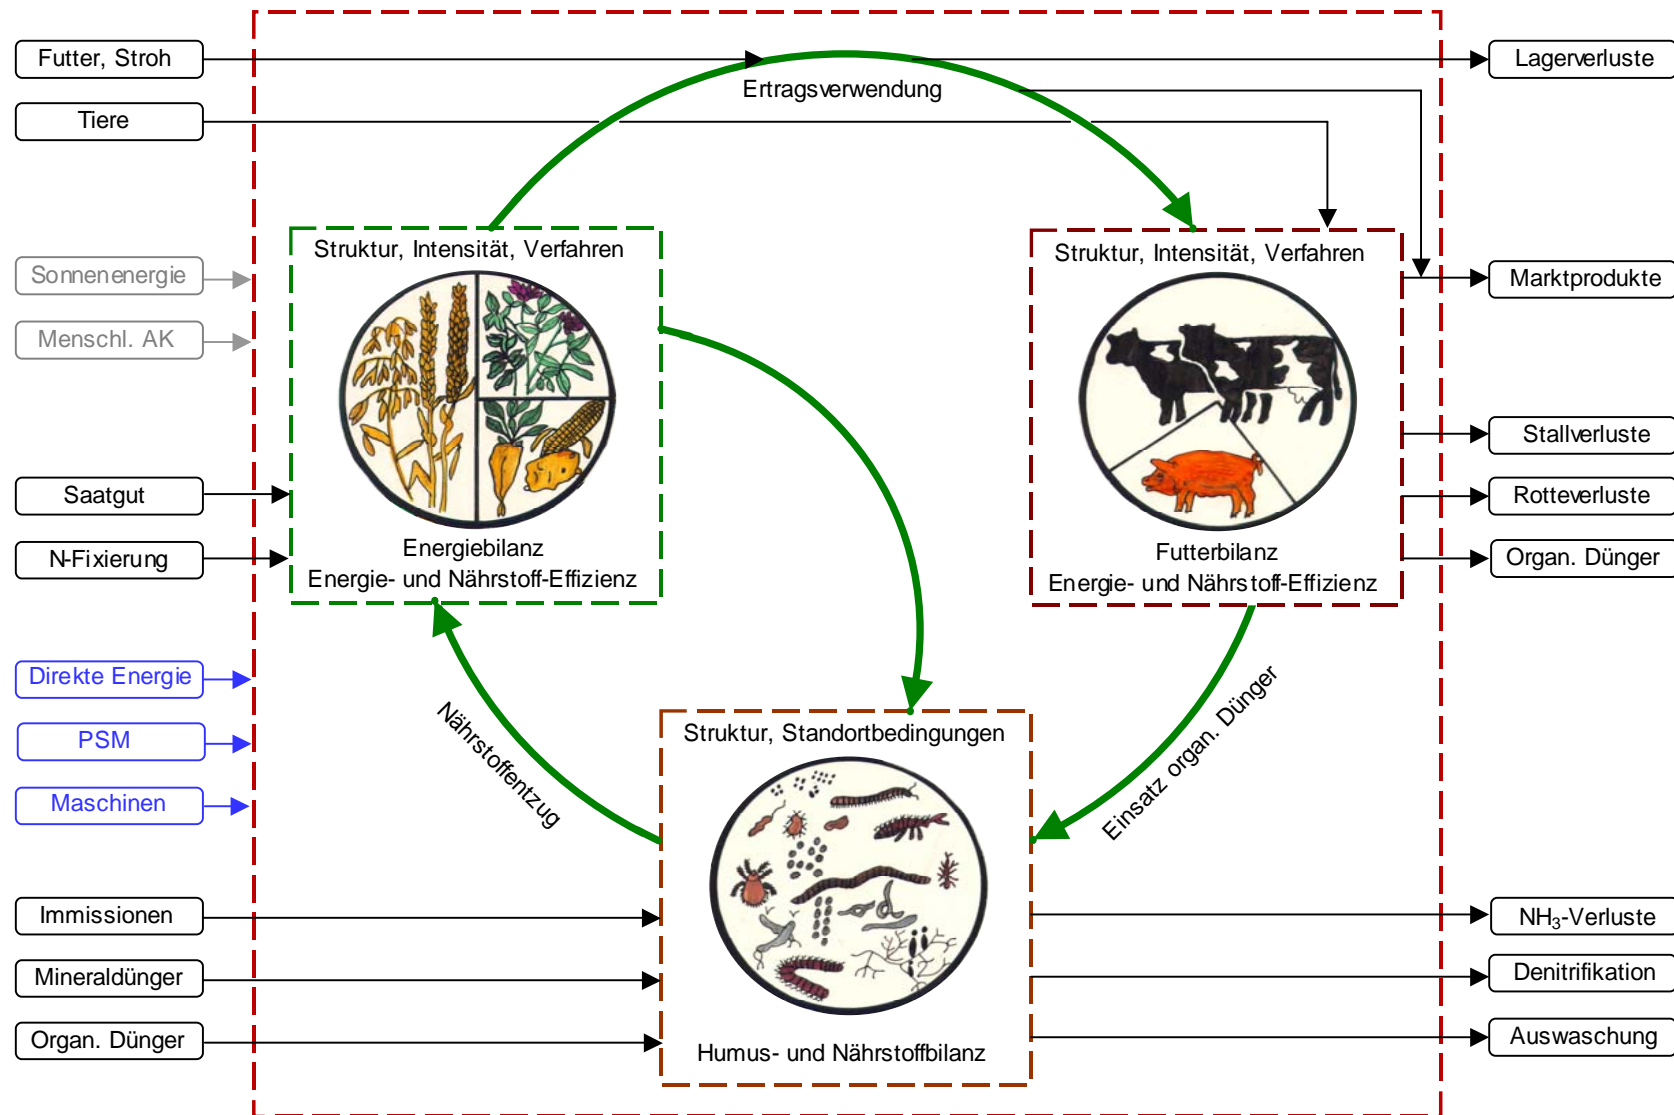 Futter, Stroh
Lagerverluste
Ertragsverwendung
Tiere
Struktur, Intensität, Verfahren
Struktur, Intensität, Verfahren
Sonnenenergie
Marktprodukte
Menschl. AK
Stallverluste
Saatgut
Rotteverluste
N-Fixierung
Energiebilanz
Energie- und Nährstoff-Effizienz
Futterbilanz
Energie- und Nährstoff-Effizienz
Organ. Dünger
Direkte Energie
PSM
Maschinen
Nährstoffentzug
Struktur, Standortbedingungen
Einsatz organ. Dünger
Immissionen
NH₃-Verluste
Mineraldünger
Denitrifikation
Organ. Dünger
Humus- und Nährstoffbilanz
Auswaschung